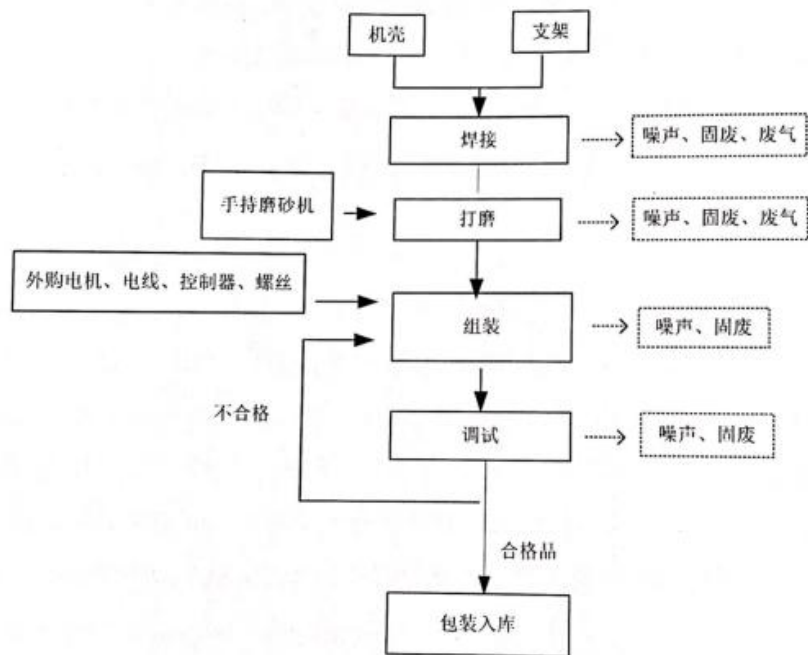 机壳
支架
焊接
噪声、固废、废气
手持磨砂机
打磨
噪声、固废、废气
外购电机、电线、控制器、螺丝
组装
噪声、固废
不合格
调试
噪声、固废
合格品
包装入库